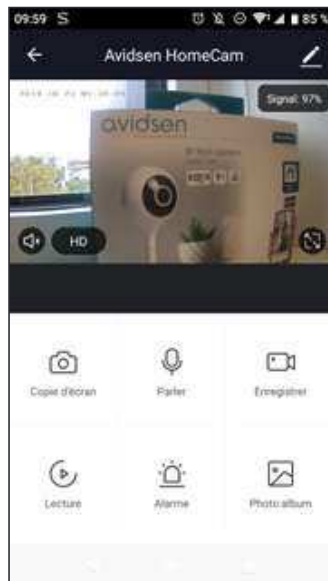 09:59 S 85 %
Avidsen HomeCam
Signal: 97%
avidsen
HD
Copie d'écran Parler Enregistrer
Lecture Alarme Photo album